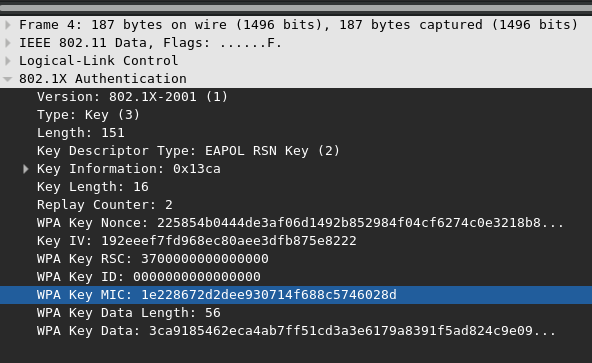 Frame 4: 187 bytes on wire (1496 bits), 187 bytes captured (1496 bits)
IEEE 802.11 Data, Flags: ......F.
Logical-Link Control
802.1X Authentication
Version: 802.1X-2001 (1)
Type: Key (3)
Length: 151
Key Descriptor Type: EAPOL RSN Key (2)
Key Information: 0x13ca
Key Length: 16
Replay Counter: 2
WPA Key Nonce: 225854b0444de3af06d1492b852984f04cf6274c0e3218b8...
Key IV: 192eeef7fd968ec80aee3dfb875e8222
WPA Key RSC: 3700000000000000
WPA Key ID: 0000000000000000
WPA Key MIC: 1e228672d2dee930714f688c5746028d
WPA Key Data Length: 56
WPA Key Data: 3ca9185462eca4ab7ff51cd3a3e6179a8391f5ad824c9e09...